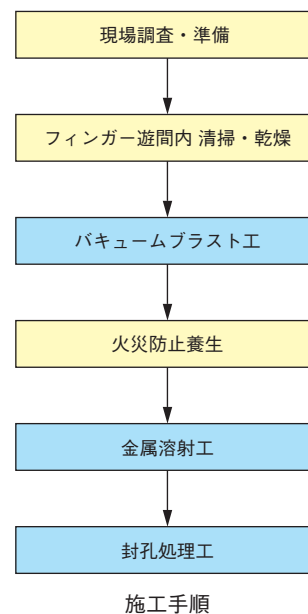 現場調査・準備
フィンガー遊間内 清掃・乾燥
バキュームブラスト工
火災防止養生
金属溶射工
封孔処理工
施工手順